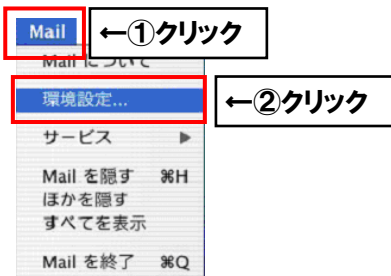 Mail ←①クリック
Mail について
環境設定... ←②クリック
サービス ▶
Mail を隠す ⌘H
ほかを隠す
すべてを表示
Mail を終了 ⌘Q